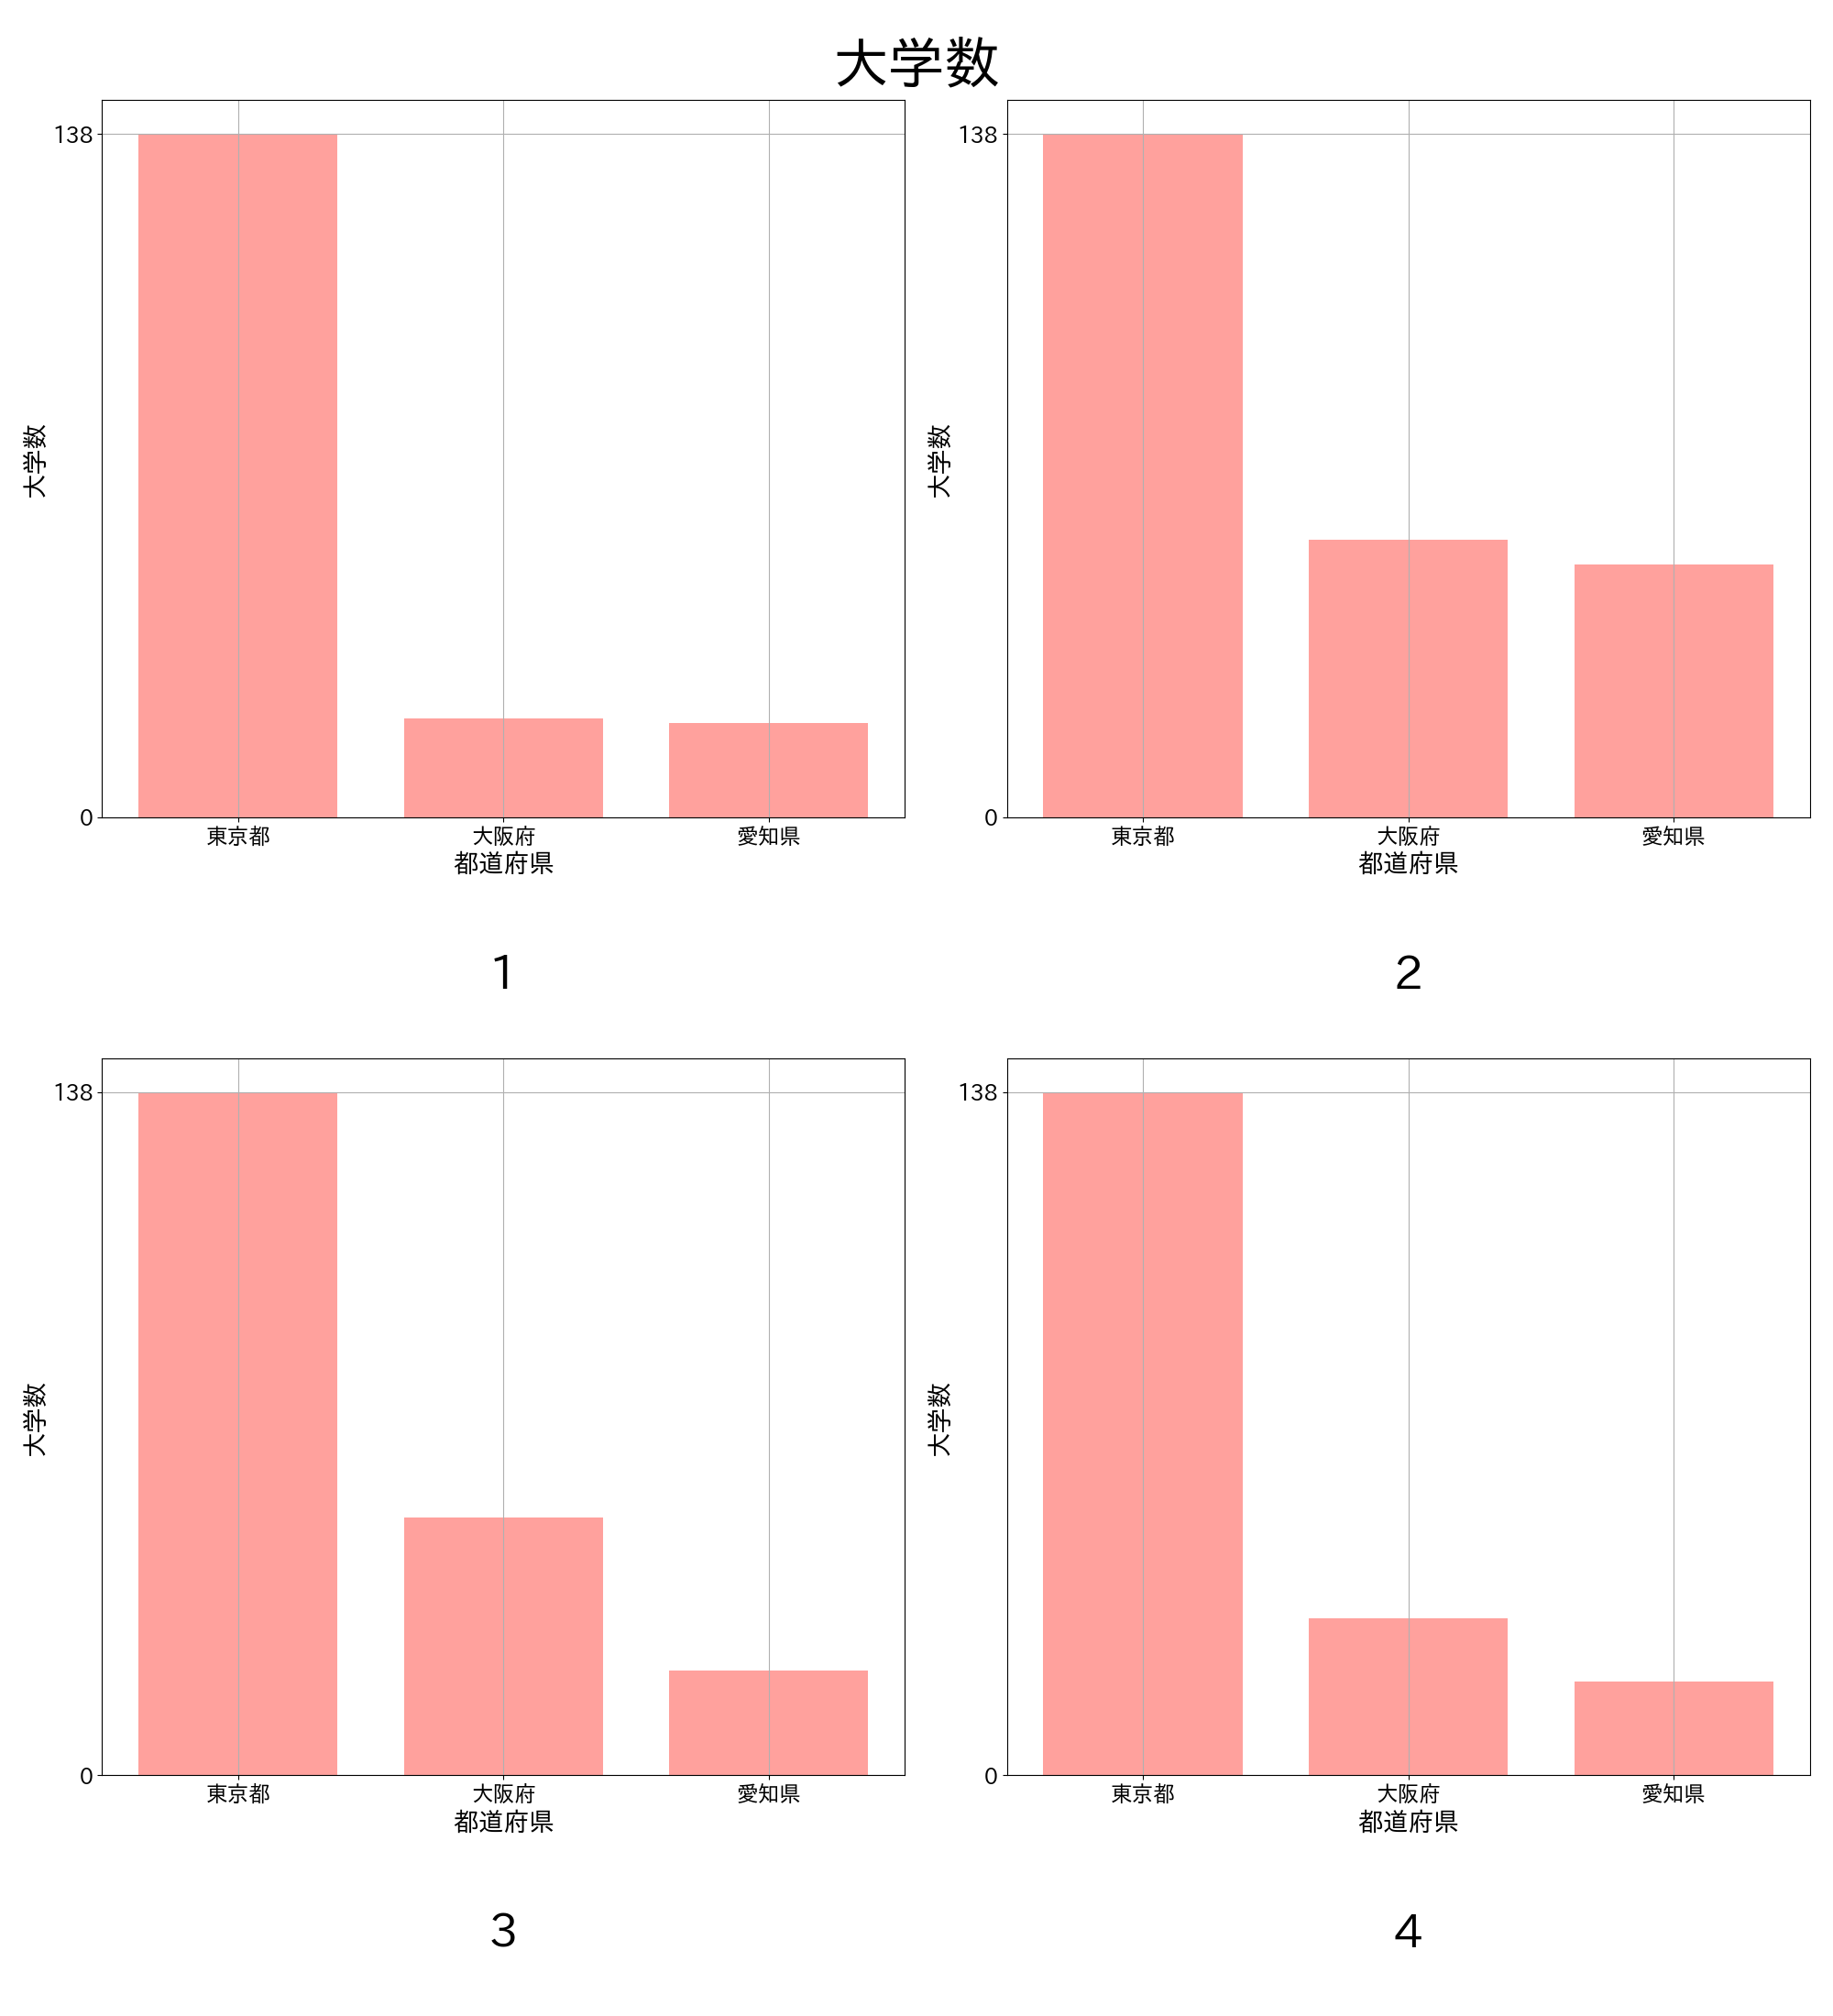 大学数
138
0
大学数
東京都
大阪府
愛知県
都道府県
1
138
0
大学数
東京都
大阪府
愛知県
都道府県
2
138
0
大学数
東京都
大阪府
愛知県
都道府県
3
138
0
大学数
東京都
大阪府
愛知県
都道府県
4